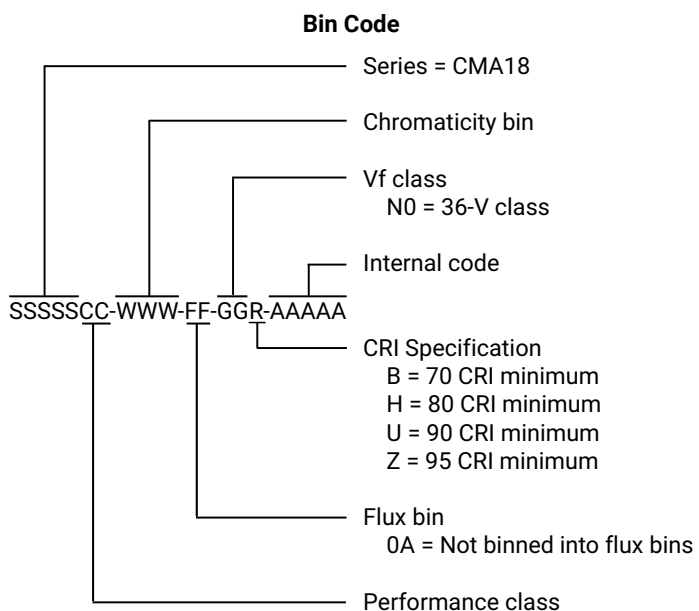 Bin Code
Series = CMA18
Chromaticity bin
Vf class
N0 = 36-V class
Internal code
SSSSSCC-WWW-FF-GGR-AAAAA
CRI Specification
B = 70 CRI minimum
H = 80 CRI minimum
U = 90 CRI minimum
Z = 95 CRI minimum
Flux bin
0A = Not binned into flux bins
Performance class